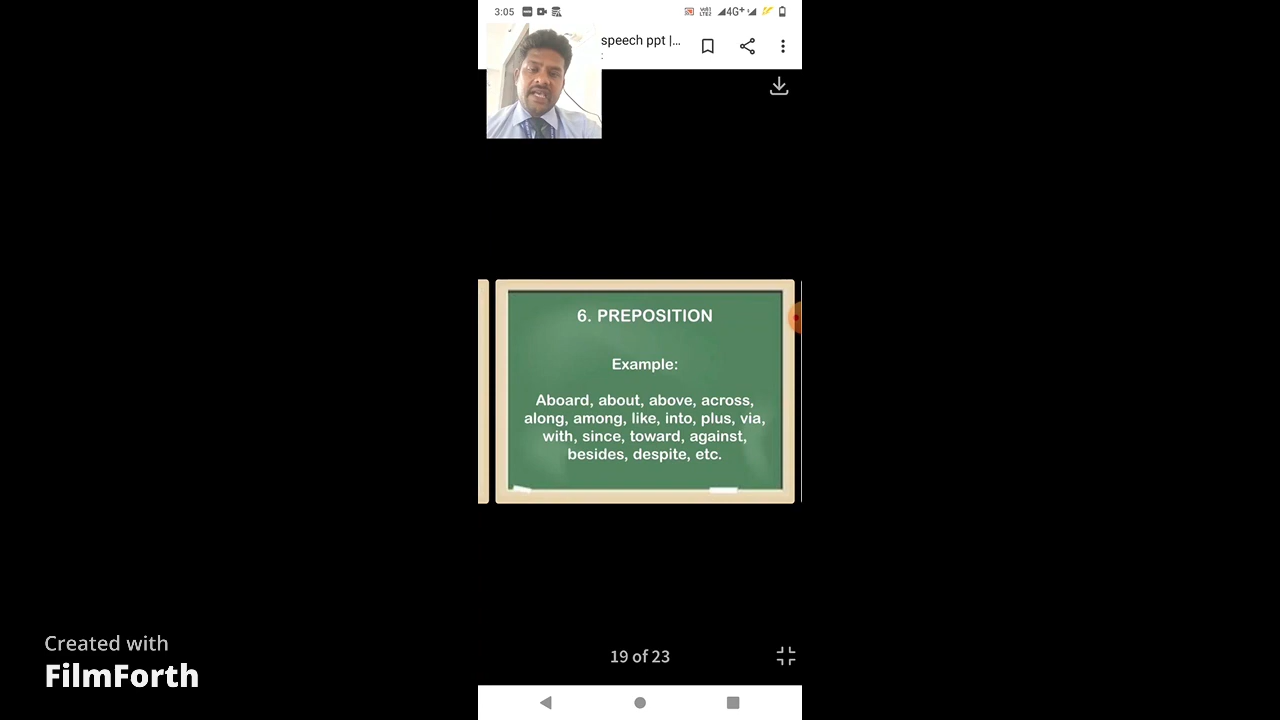 3:05
4G+
speech ppt |...
6. PREPOSITION
Example:
Aboard, about, above, across,
along, among, like, into, plus, via,
with, since, toward, against,
besides, despite, etc.
19 of 23
Created with
FilmForth